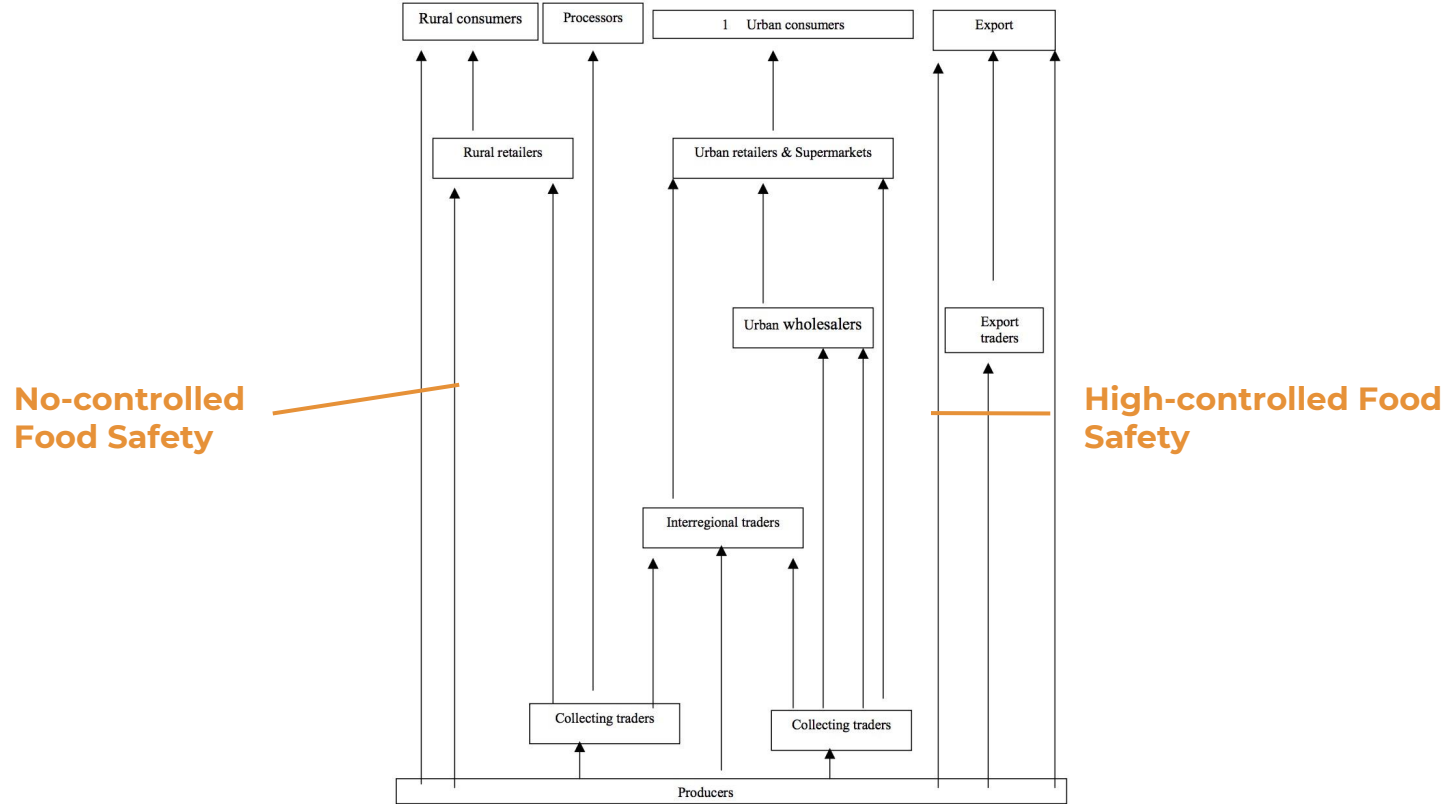 Rural consumers
Processors
1 Urban consumers
Export
Rural retailers
Urban retailers & Supermarkets
Urban wholesalers
Export
traders
No-controlled
Food Safety
High-controlled Food
Safety
Interregional traders
Collecting traders
Collecting traders
Producers